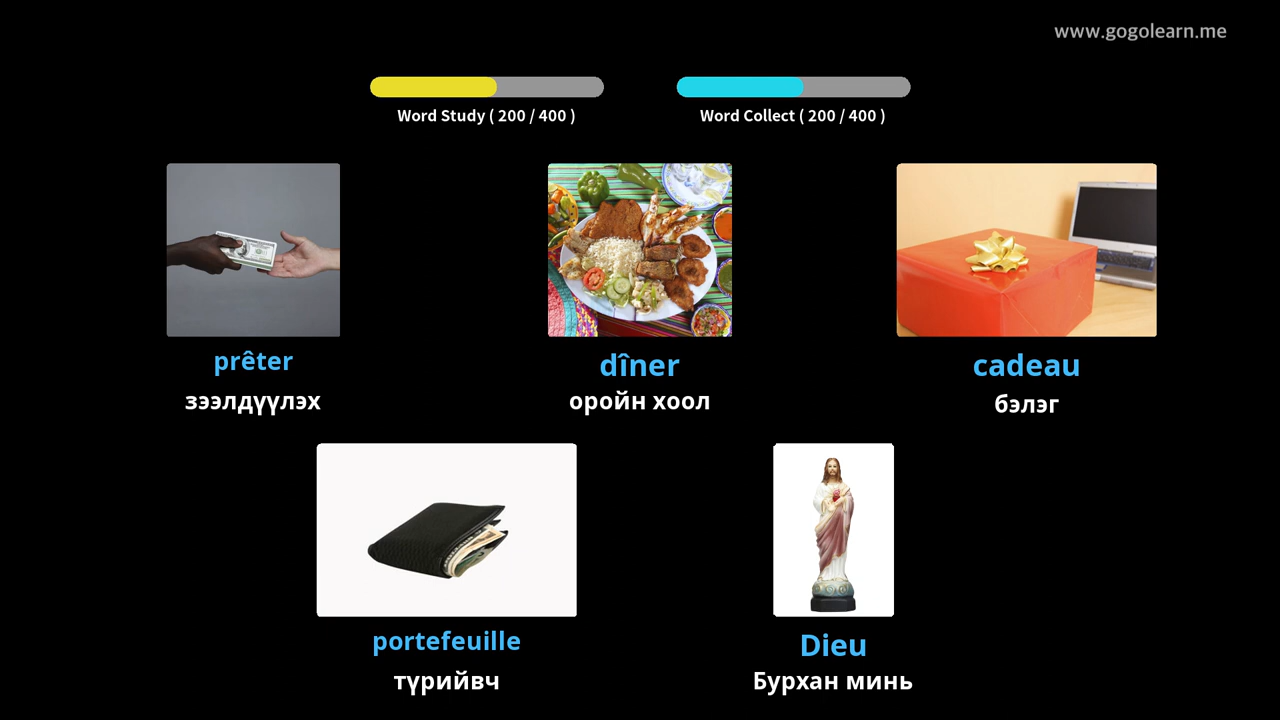 www.gogolearn.me
Word Study ( 200 / 400 )
Word Collect ( 200 / 400 )
prêter
зээлдүүлэх
dîner
оройн хоол
cadeau
бэлэг
portefeuille
түрийвч
Dieu
Бурхан минь